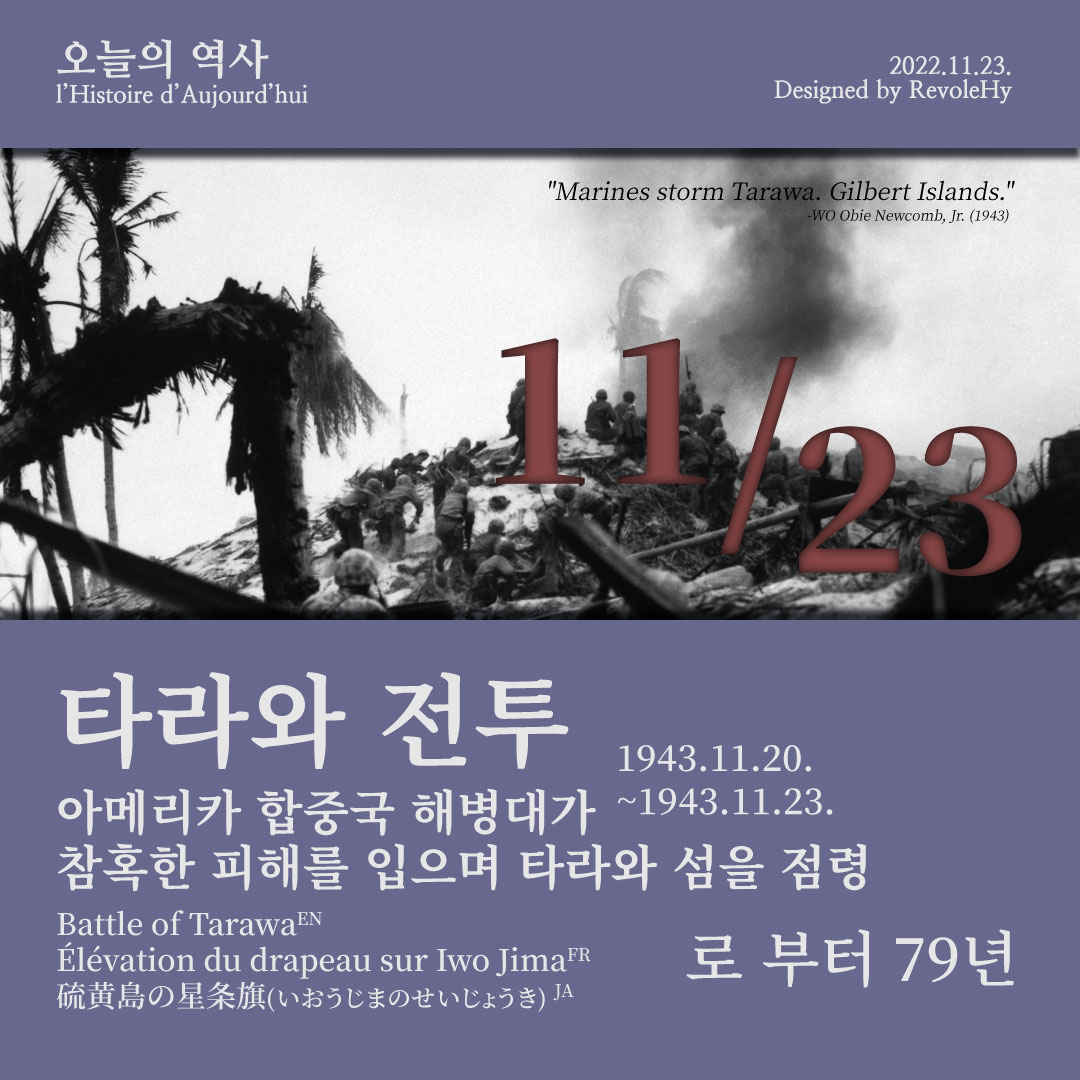 오늘의 역사
l'Histoire d'Aujourd'hui
2022.11.23.
Designed by RevoleHy
"Marines storm Tarawa. Gilbert Islands."
-WO Obie Newcomb, Jr. (1943)
11/23
타라와 전투
1943.11.20.
~1943.11.23.
아메리카 합중국 해병대가
참혹한 피해를 입으며 타라와 섬을 점령
Battle of TarawaEN
Élévation du drapeau sur Iwo JimaFR
硫黄島の星条旗(いおうじまのせいじょうき) JA
로 부터 79년